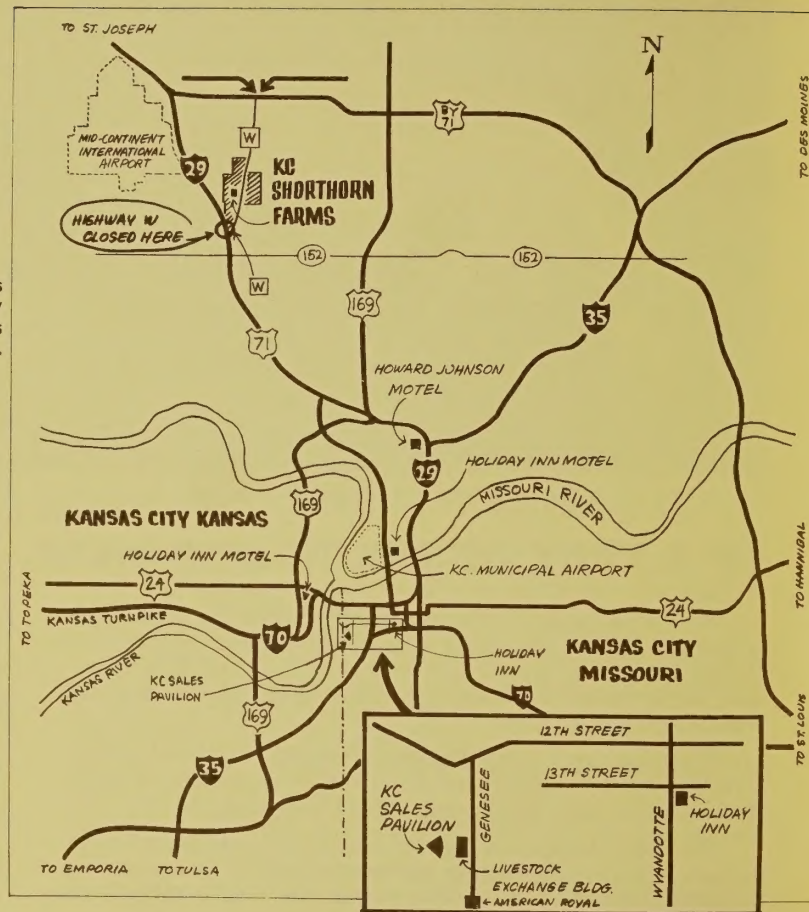 TO ST. JOSEPH
N
BY
71
TO DES MOINES
MID-CONTINENT
INTERNATIONAL
AIRPORT
29
W
KC
SHORTHORN
FARMS
HIGHWAY W
CLOSED HERE
152
152
W
169
35
71
HOWARD JOHNSON
MOTEL
29
HOLIDAY INN MOTEL
MISSOURI RIVER
169
KANSAS CITY KANSAS
HOLIDAY INN MOTEL
K.C. MUNICIPAL AIRPORT
TO HANNIBAL
24
24
TO TOPEKA
KANSAS TURNPIKE
70
KANSAS RIVER
KC SALES
PAVILION
HOLIDAY
INN
KANSAS CITY
MISSOURI
70
169
35
TO ST. LOUIS
12TH STREET
13TH STREET
KC
SALES
PAVILION
GENESEE
WYANDOTTE
HOLIDAY
INN
LIVESTOCK
EXCHANGE BLDG.
AMERICAN ROYAL
TO EMPORIA
TO TULSA